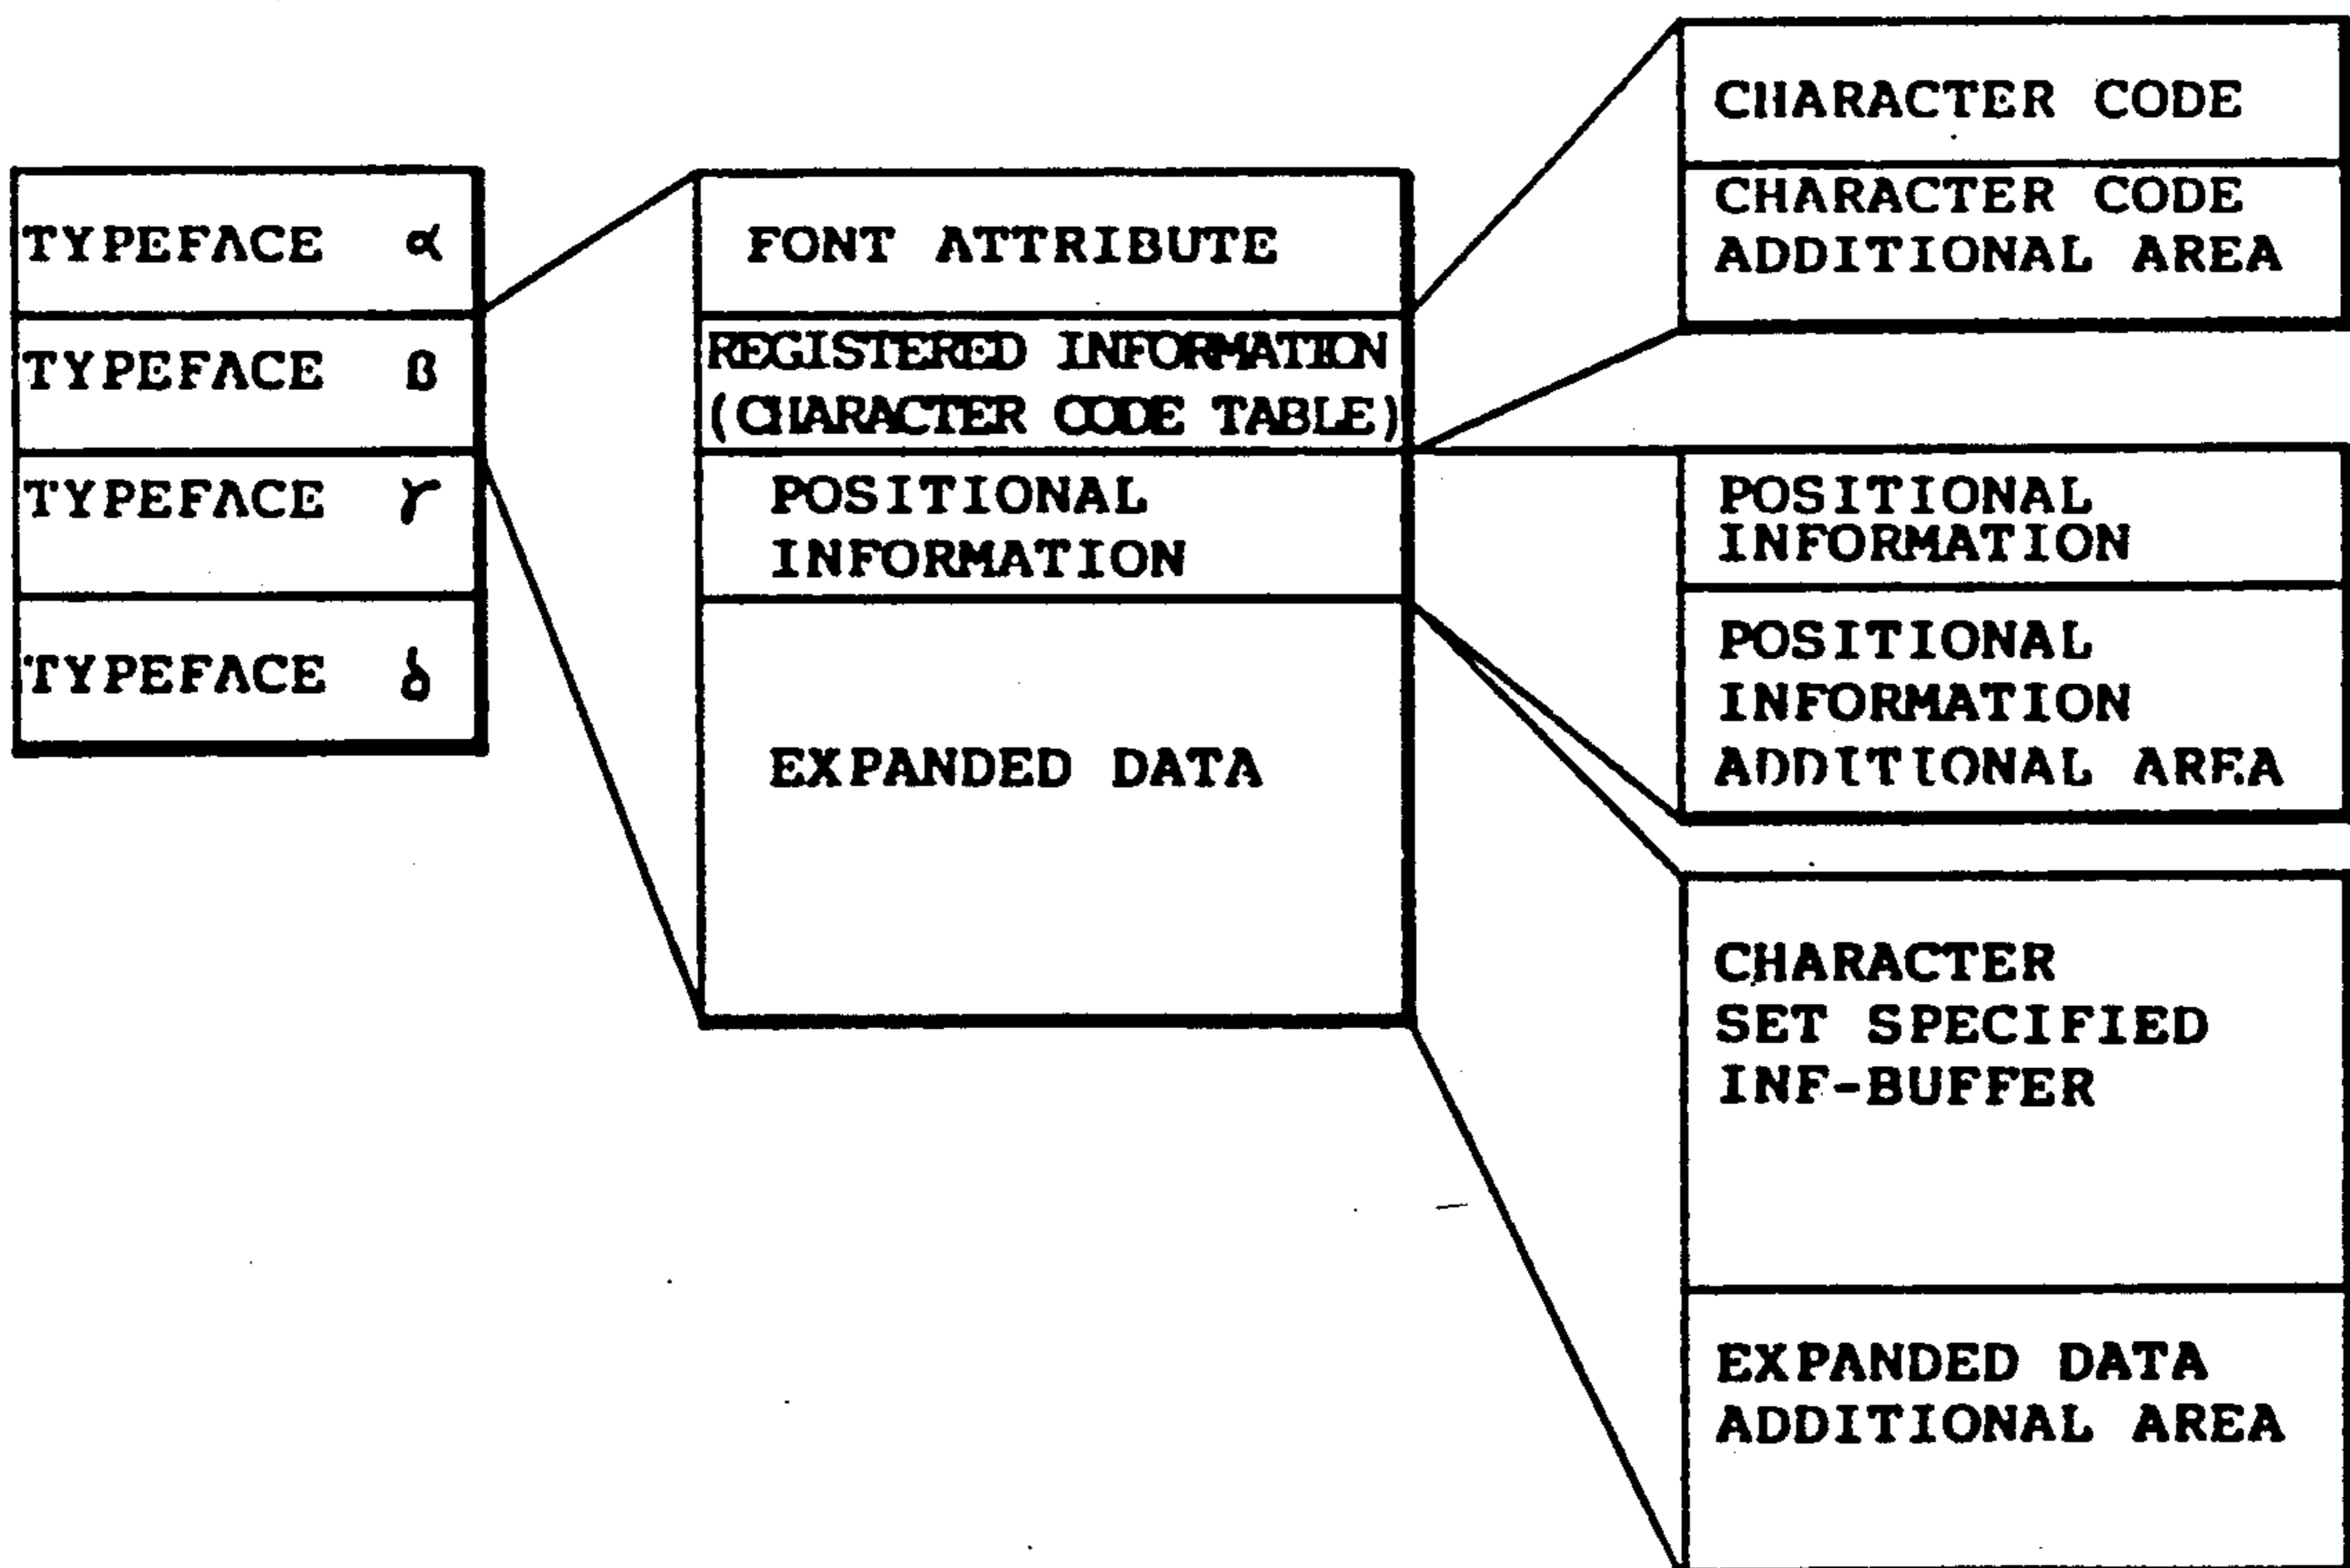 TYPEFACE α
TYPEFACE β
TYPEFACE γ
TYPEFACE δ
FONT ATTRIBUTE
REGISTERED INFORMATION
(CHARACTER CODE TABLE)
POSITIONAL
INFORMATION
EXPANDED DATA
CHARACTER CODE
CHARACTER CODE
ADDITIONAL AREA
POSITIONAL
INFORMATION
POSITIONAL
INFORMATION
ADDITIONAL AREA
CHARACTER
SET SPECIFIED
INF-BUFFER
EXPANDED DATA
ADDITIONAL AREA